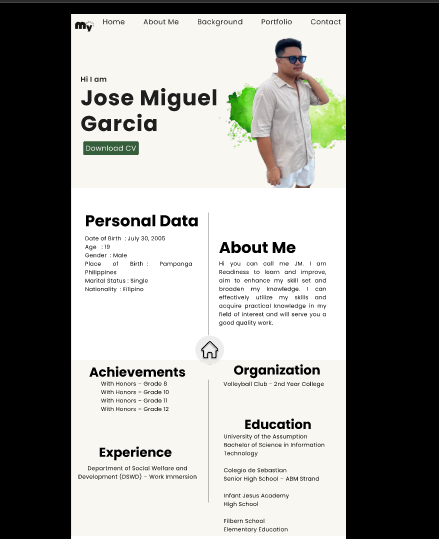 my Home About Me Background Portfolio Contact
Hi I am
Jose Miguel
Garcia
Download CV
Personal Data
Date of Birth : July 30, 2005
Age : 19
Gender : Male
Place of Birth : Pampanga
Philippines
Marital Status : Single
Nationality : Filipino
About Me
Hi you can call me JM. I am
Readiness to learn and improve,
aim to enhance my skill set and
broaden my knowledge. I can
effectively utilize my skills and
acquire practical knowledge in my
field of interest and will serve you a
good quality work.
Achievements
With Honors - Grade 8
With Honors - Grade 10
With Honors - Grade 11
With Honors - Grade 12
Experience
Department of Social Welfare and
Development (DSWD) - Work Immersion
Organization
Volleyball Club - 2nd Year College
Education
University of the Assumption
Bachelor of Science in Information
Technology
Colegio de Sebastian
Senior High School - ABM Strand
Infant Jesus Academy
High School
Filbern School
Elementary Education